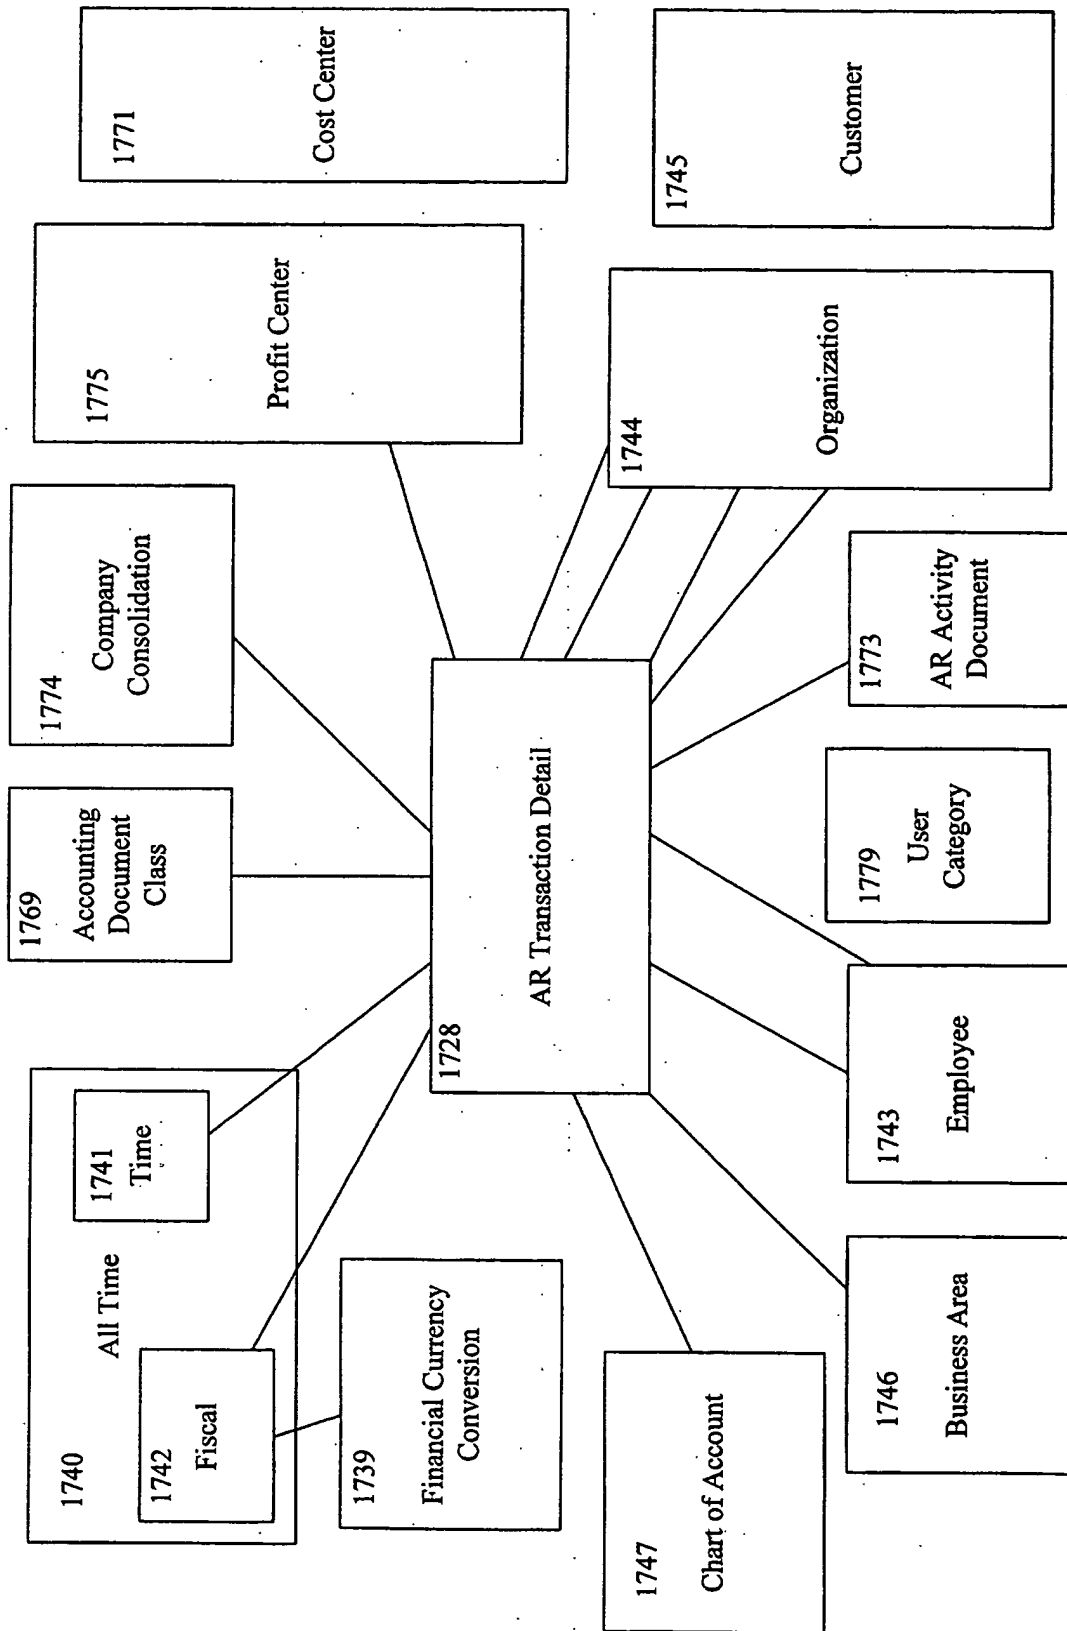 1740
All Time
1741
Time
1742
Fiscal
1769
Accounting
Document
Class
1774
Company
Consolidation
1775
Profit Center
1771
Cost Center
1739
Financial Currency
Conversion
1728
AR Transaction Detail
1747
Chart of Account
1746
Business Area
1743
Employee
1779
User
Category
1773
AR Activity
Document
1744
Organization
1745
Customer